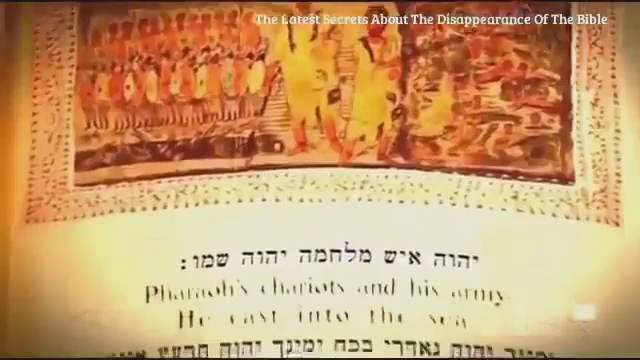 The Latest Secrets About The Disappearance Of The Bible
יהוה איש מלחמה יהוה שמו:
Pharaoh's chariots and his army
He cast into the sea
יהוה נאדרי בכח ימינך יהוה תרעץ